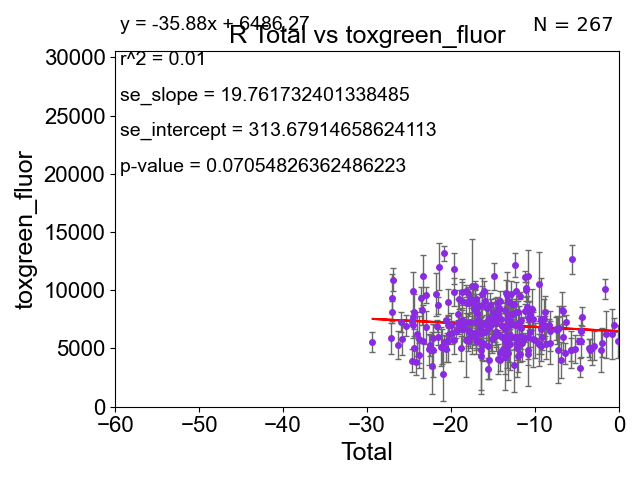 y = -35.88x + 6486.27
N = 267
R Total vs toxgreen_fluor
r^2 = 0.01
se_slope = 19.761732401338485
se_intercept = 313.67914658624113
p-value = 0.07054826362486223
toxgreen_fluor
30000
25000
20000
15000
10000
5000
0
−60 −50 −40 −30 −20 −10 0
Total